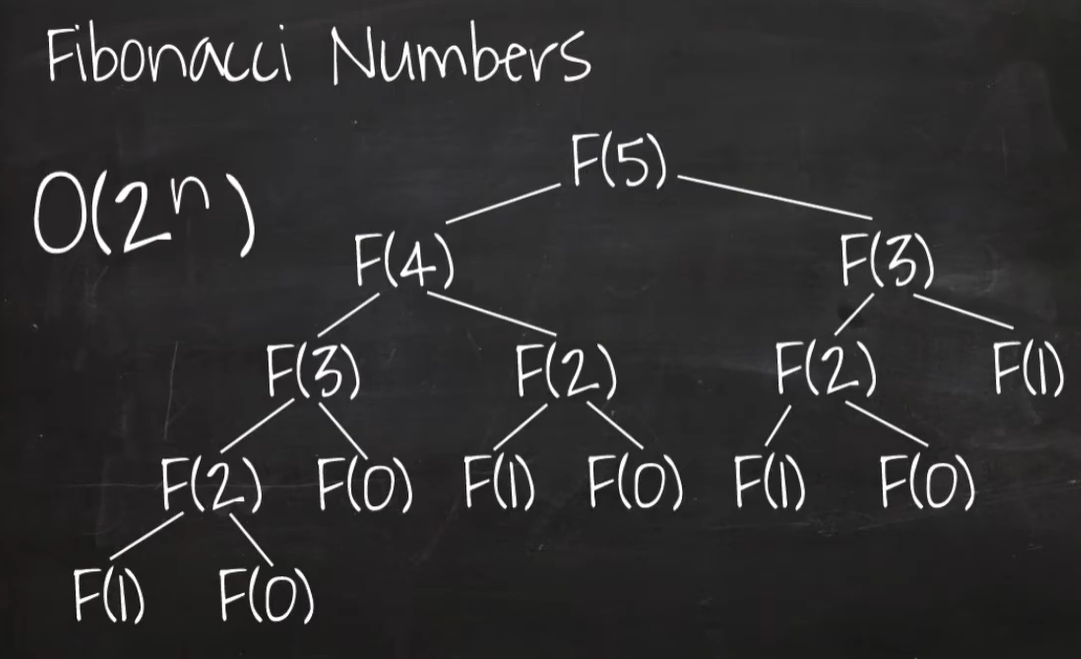 Fibonacci Numbers
O(2ⁿ)
F(5)
F(4) F(3)
F(3) F(2) F(2) F(1)
F(2) F(0) F(1) F(0) F(1) F(0)
F(1) F(0)